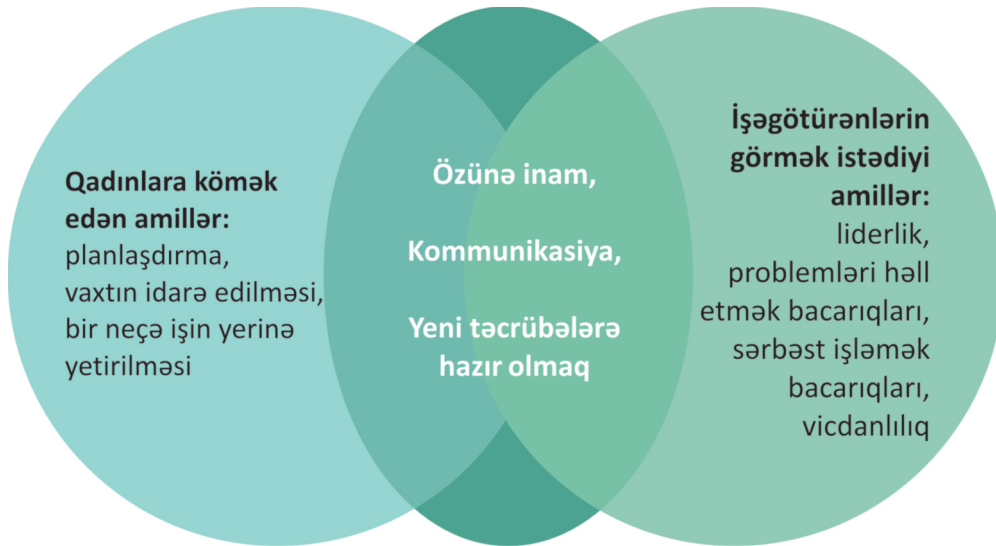 Qadınlara kömək
edən amillər:
planlaşdırma,
vaxtın idarə edilməsi,
bir neçə işin yerinə
yetirilməsi
Özünə inam,
Kommunikasiya,
Yeni təcrübələrə
hazır olmaq
İşəgötürənlərin
görmək istədiyi
amillər:
liderlik,
problemləri həll
etmək bacarıqları,
sərbəst işləmək
bacarıqları,
vicdanlılıq